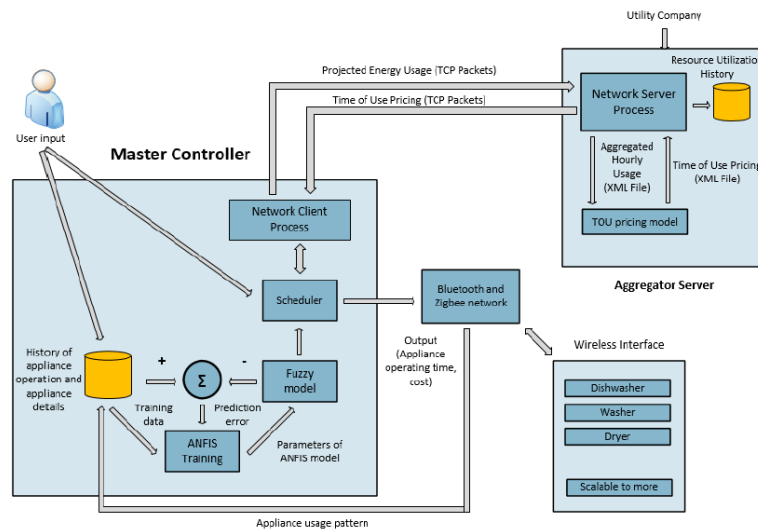 Utility Company
Projected Energy Usage (TCP Packets)
Time of Use Pricing (TCP Packets)
Resource Utilization
History
Network Server
Process
Aggregated
Hourly
Usage (XML File)
Time of Use Pricing
(XML File)
TOU pricing model
Aggregator Server
User input
Master Controller
Network Client
Process
Scheduler
Bluetooth and
Zigbee network
Output
(Appliance
operating time,
cost)
Wireless Interface
Dishwasher
Washer
Dryer
Scalable to more
History of
appliance
operation and
appliance
details
+
Σ
-
Fuzzy
model
Training
data
Prediction
error
ANFIS
Training
Parameters of
ANFIS model
Appliance usage pattern